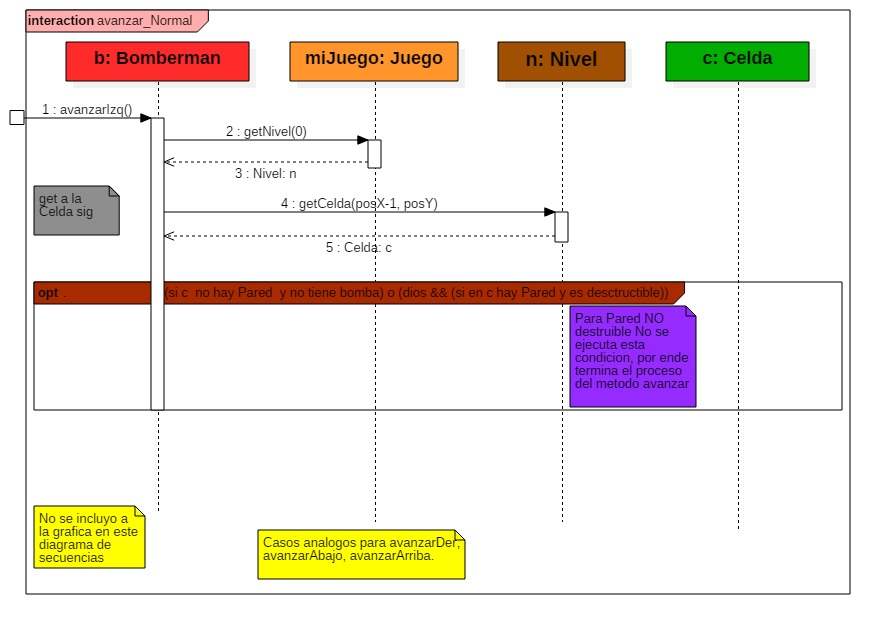 interaction avanzar_Normal
b: Bomberman
miJuego: Juego
n: Nivel
c: Celda
1 : avanzarIzq()
2 : getNivel(0)
3 : Nivel: n
get a la
Celda sig
4 : getCelda(posX-1, posY)
5 : Celda: c
opt . (si c no hay Pared y no tiene bomba) o (dios && (si en c hay Pared y es desctructible))
Para Pared NO
destruible No se
ejecuta esta
condicion, por ende
termina el proceso
del metodo avanzar
No se incluyo a
la grafica en este
diagrama de
secuencias
Casos analogos para avanzarDer,
avanzarAbajo, avanzarArriba.